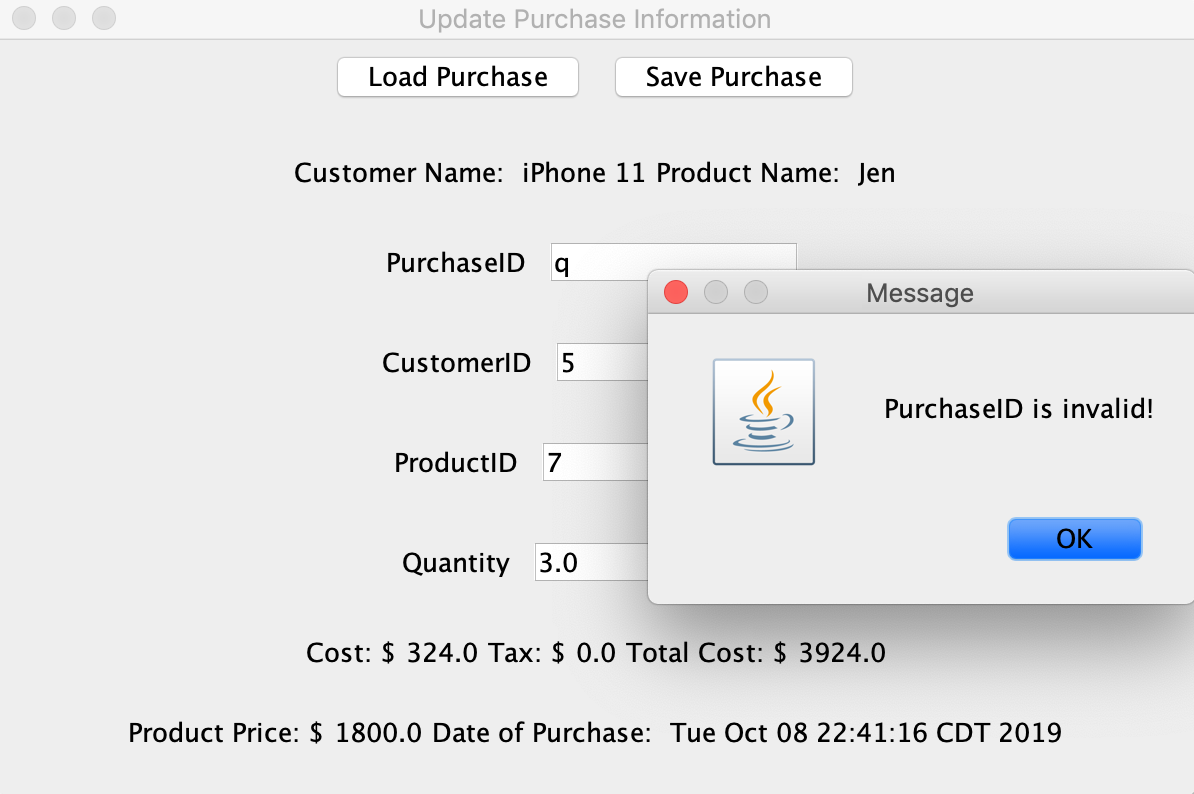 Update Purchase Information
Load Purchase Save Purchase
Customer Name: iPhone 11 Product Name: Jen
PurchaseID q
Message
CustomerID 5
PurchaseID is invalid!
ProductID 7
OK
Quantity 3.0
Cost: $ 324.0 Tax: $ 0.0 Total Cost: $ 3924.0
Product Price: $ 1800.0 Date of Purchase: Tue Oct 08 22:41:16 CDT 2019